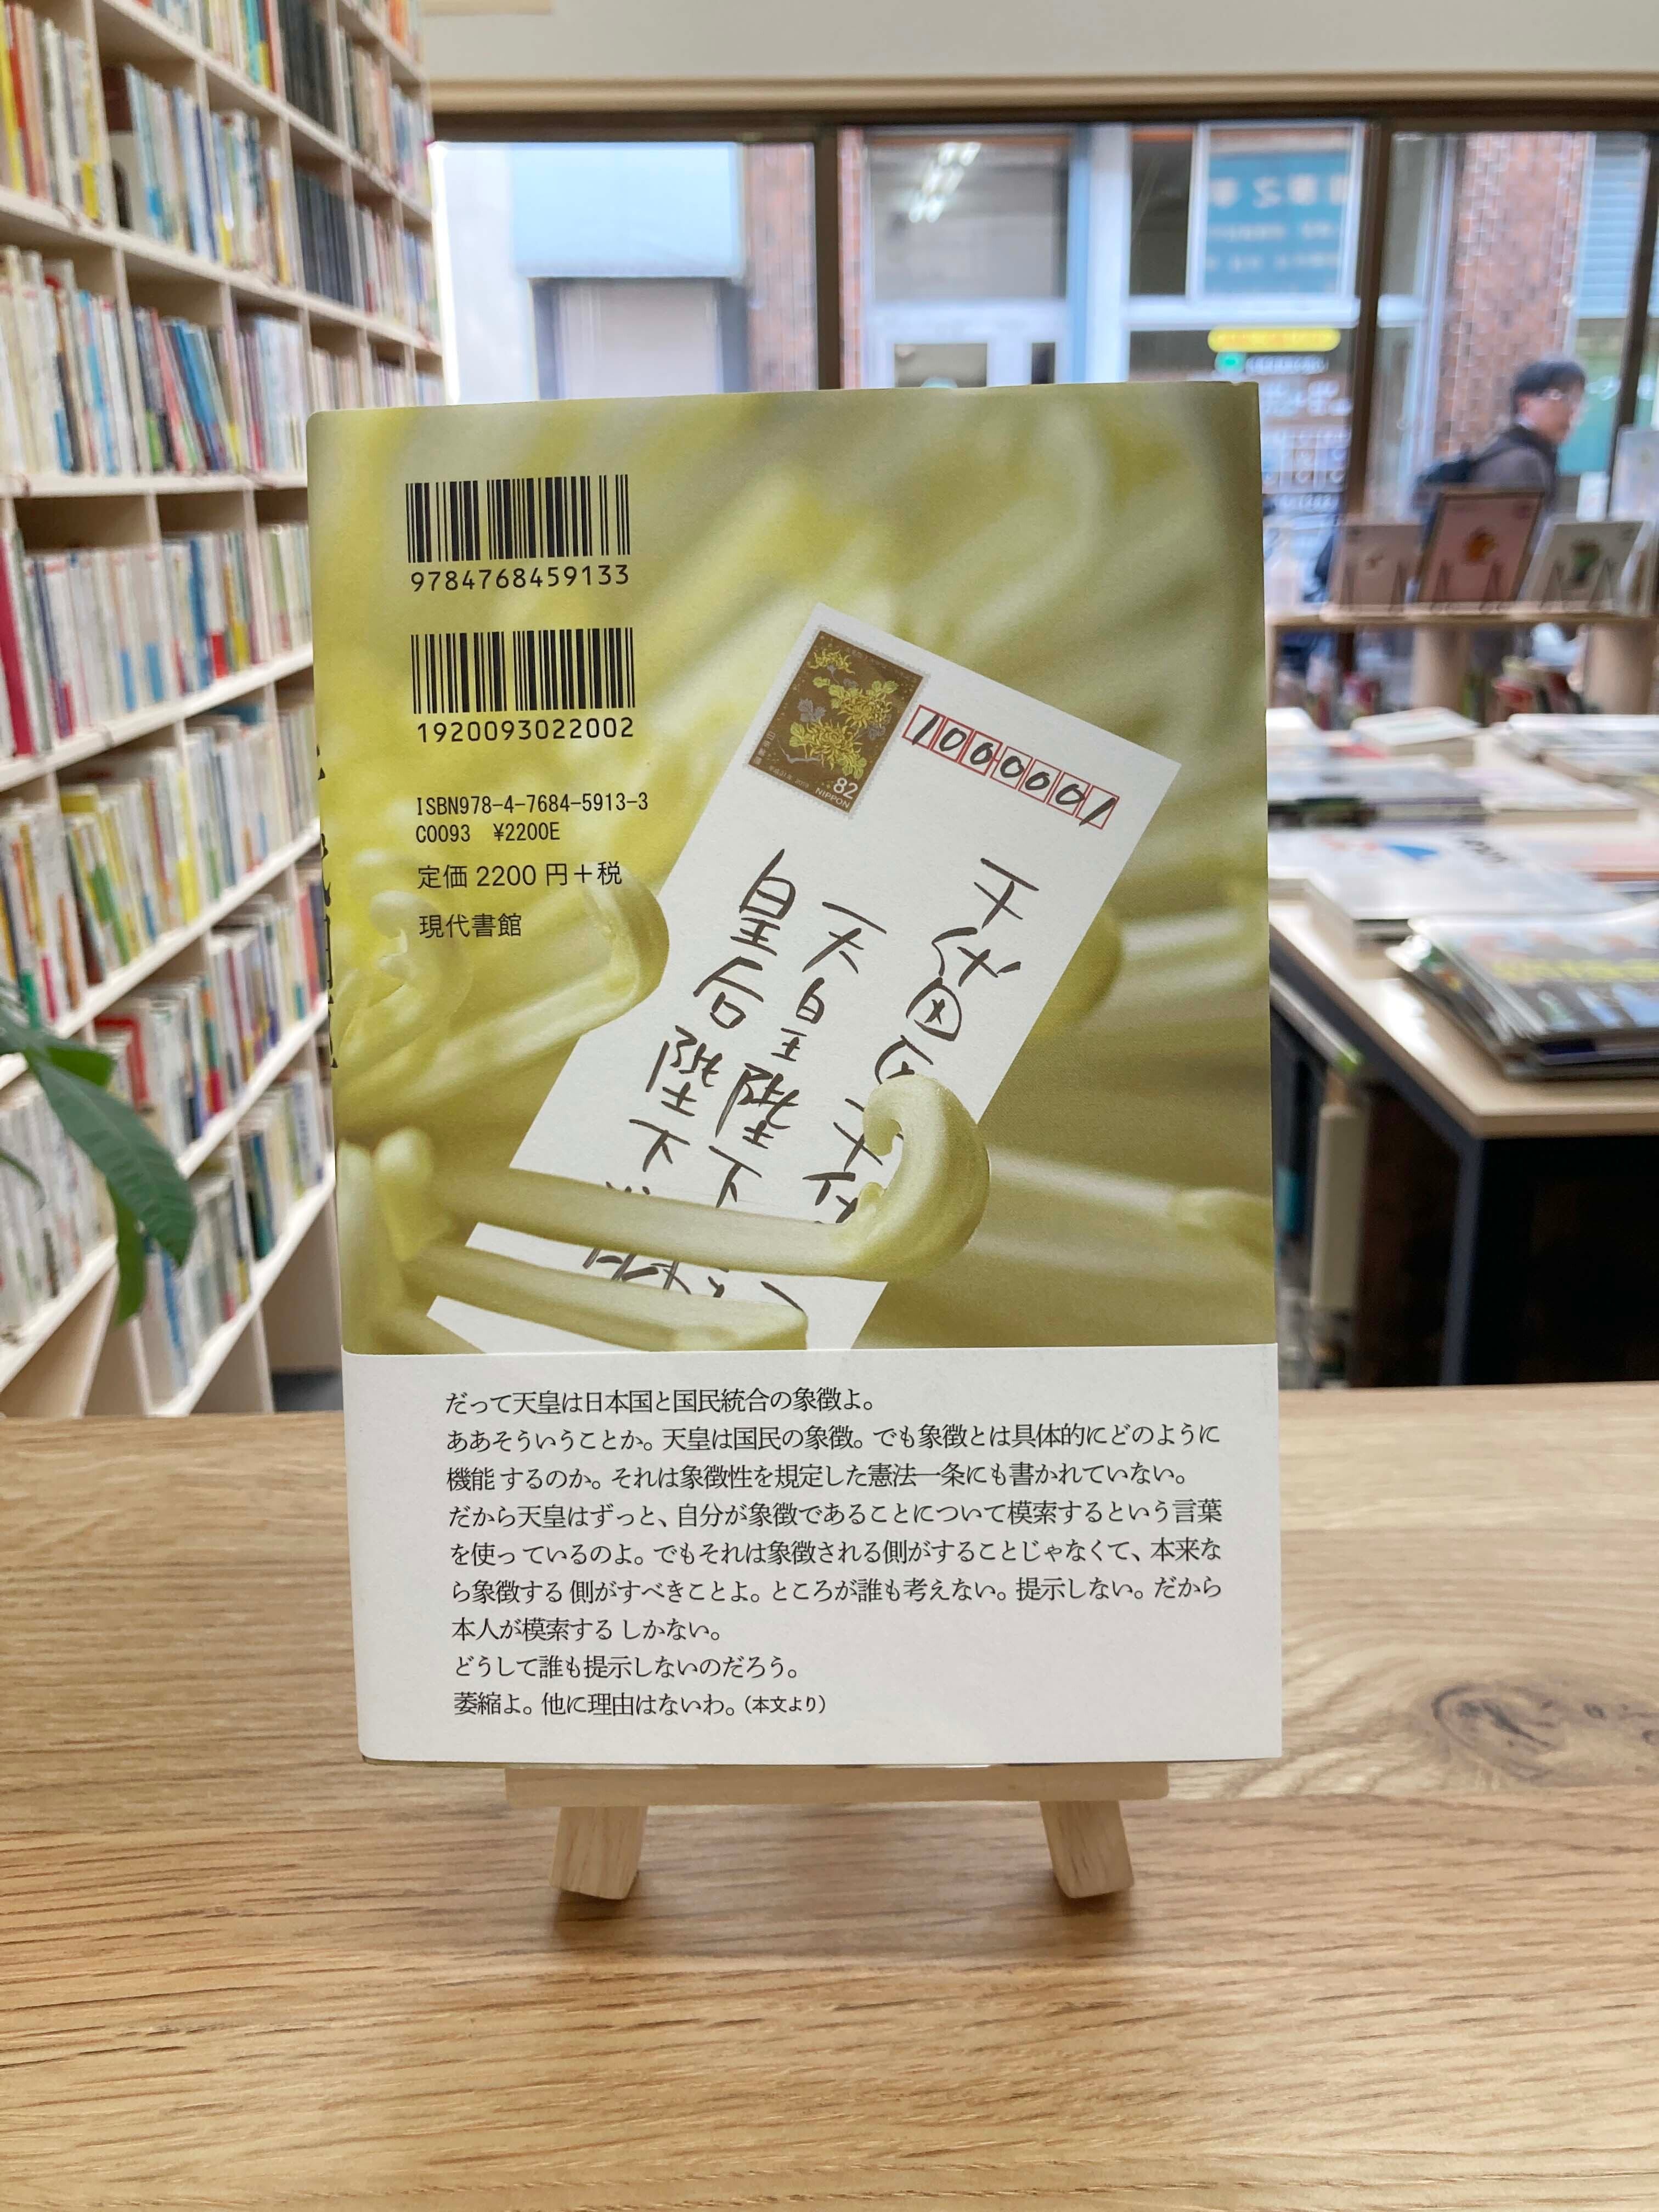 9784768459133
1920093022002
ISBN978-4-7684-5913-3
C0093 ¥2200E
定価 2200 円＋税
現代書館
82
NIPPON
1000001
千代田区千代
天皇陛下
皇后陛下
だって天皇は日本国と国民統合の象徴よ。
ああそういうことか。天皇は国民の象徴。でも象徴とは具体的にどのように
機能するのか。それは象徴性を規定した憲法一条にも書かれていない。
だから天皇はずっと、自分が象徴であることについて模索するという言葉
を使っているのよ。でもそれは象徴される側がすることじゃなくて、本来な
ら象徴する側がすべきことよ。ところが誰も考えない。提示しない。だから
本人が模索するしかない。
どうして誰も提示しないのだろう。
萎縮よ。他に理由はないわ。（本文より）